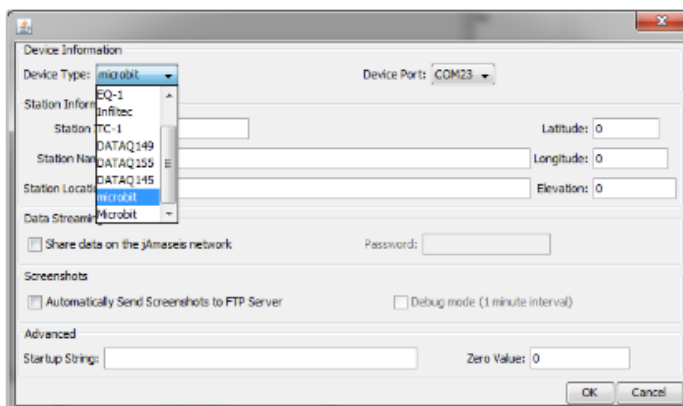 Device Information
Device Type: microbit Device Port: COM23
EQ-1
Infiltec
TC-1
DATAQ149
DATAQ155
DATAQ145
microbit
Microbit
Station Inform
Station I Latitude: 0
Station Nam Longitude: 0
Station Locatio Elevation: 0
Data Streaming
Share data on the jAmaseis network Password:
Screenshots
Automatically Send Screenshots to FTP Server Debug mode (1 minute interval)
Advanced
Startup String: Zero Value: 0
OK Cancel